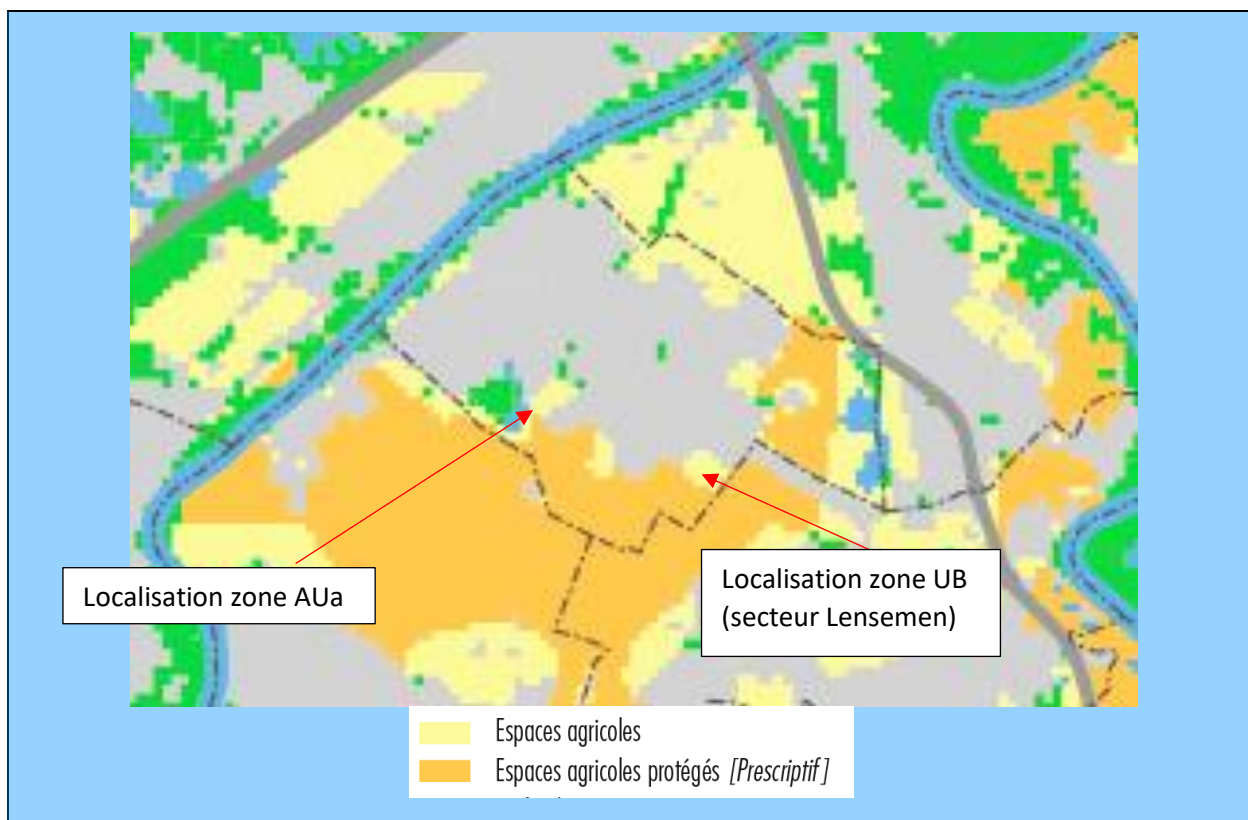 Localisation zone AUa
Localisation zone UB
(secteur Lensemen)
Espaces agricoles
Espaces agricoles protégés [Prescriptif]